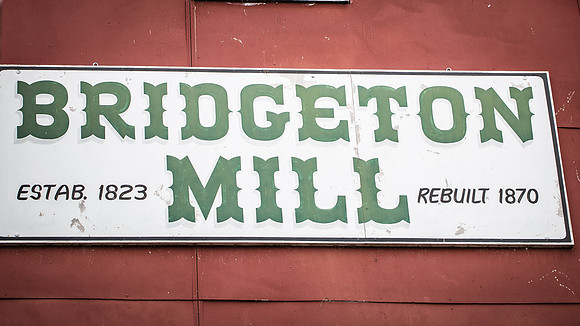 BRIDGETON
ESTAB. 1823 MILL REBUILT 1870